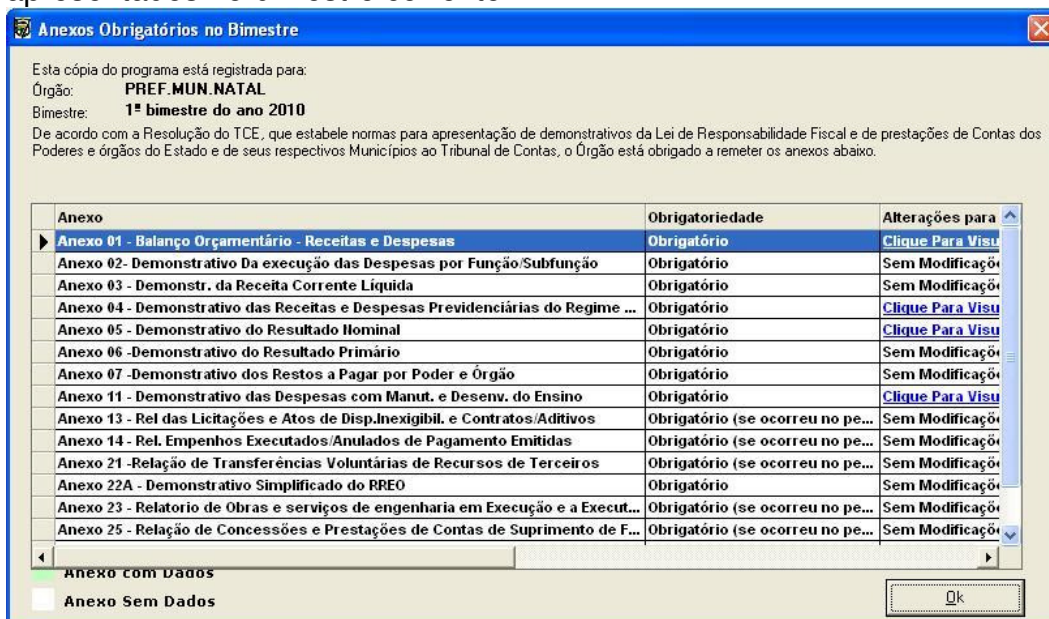 Anexos Obrigatórios no Bimestre
Esta cópia do programa está registrada para:
Órgão: PREF.MUN.NATAL
Bimestre: 1º bimestre do ano 2010
De acordo com a Resolução do TCE, que estabele normas para apresentação de demonstrativos da Lei de Responsabilidade Fiscal e de prestações de Contas dos
Poderes e órgãos do Estado e de seus respectivos Municípios ao Tribunal de Contas, o Órgão está obrigado a remeter os anexos abaixo.
Anexo Obrigatoriedade Alterações para
Anexo 01 - Balanço Orçamentário - Receitas e Despesas Obrigatório Clique Para Visu
Anexo 02- Demonstrativo Da execução das Despesas por Função/Subfunção Obrigatório Sem Modificaçõ
Anexo 03 - Demonstr. da Receita Corrente Líquida Obrigatório Sem Modificaçõ
Anexo 04 - Demonstrativo das Receitas e Despesas Previdenciárias do Regime ... Obrigatório Clique Para Visu
Anexo 05 - Demonstrativo do Resultado Nominal Obrigatório Clique Para Visu
Anexo 06 -Demonstrativo do Resultado Primário Obrigatório Sem Modificaçõ
Anexo 07 -Demonstrativo dos Restos a Pagar por Poder e Órgão Obrigatório Sem Modificaçõ
Anexo 11 - Demonstrativo das Despesas com Manut. e Desenv. do Ensino Obrigatório Clique Para Visu
Anexo 13 - Rel das Licitações e Atos de Disp.Inexigibil. e Contratos/Aditivos Obrigatório (se ocorreu no pe... Sem Modificaçõ
Anexo 14 - Rel. Empenhos Executados/Anulados de Pagamento Emitidas Obrigatório (se ocorreu no pe... Sem Modificaçõ
Anexo 21 -Relação de Transferências Voluntárias de Recursos de Terceiros Obrigatório (se ocorreu no pe... Sem Modificaçõ
Anexo 22A - Demonstrativo Simplificado do RREO Obrigatório Sem Modificaçõ
Anexo 23 - Relatorio de Obras e serviços de engenharia em Execução e a Execut... Obrigatório (se ocorreu no pe... Sem Modificaçõ
Anexo 25 - Relação de Concessões e Prestações de Contas de Suprimento de F... Obrigatório (se ocorreu no pe... Sem Modificaçõ
Anexo com Dados
Anexo Sem Dados
Ok